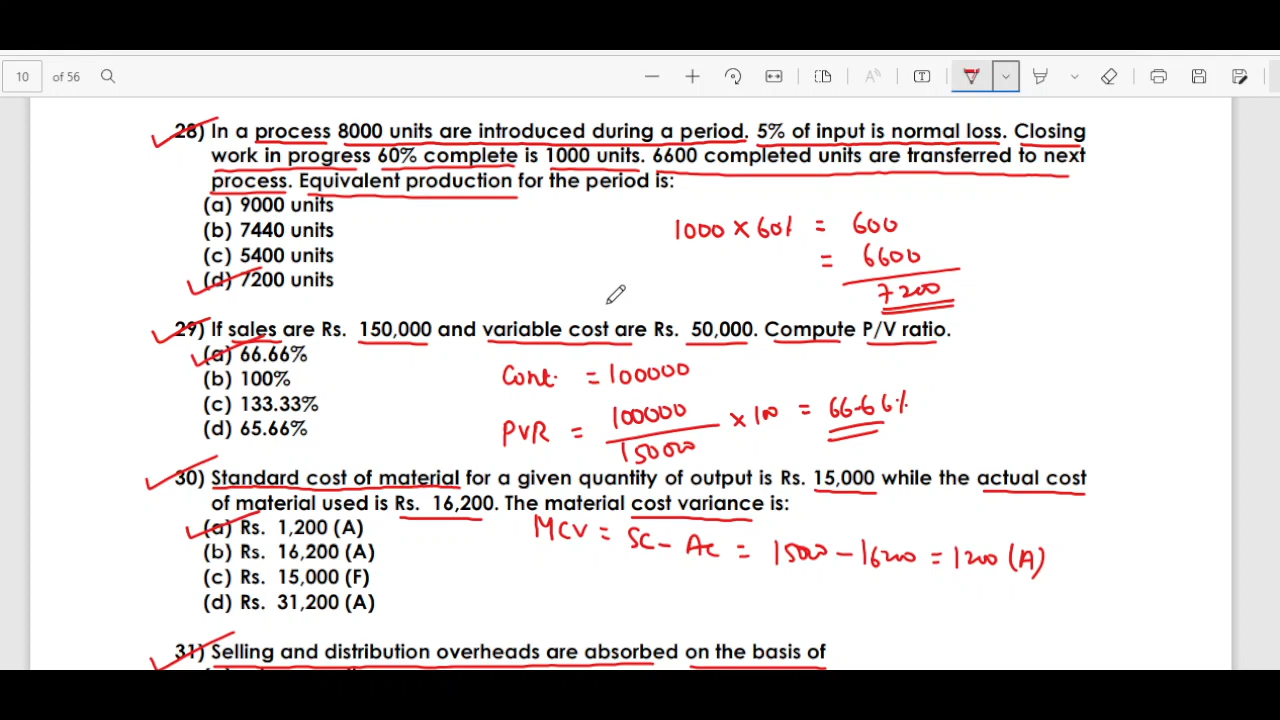 10 of 56
28) In a process 8000 units are introduced during a period. 5% of input is normal loss. Closing
work in progress 60% complete is 1000 units. 6600 completed units are transferred to next
process. Equivalent production for the period is:
(a) 9000 units
(b) 7440 units
(c) 5400 units
(d) 7200 units
1000 × 60% = 600
= 6600
7200
29) If sales are Rs. 150,000 and variable cost are Rs. 50,000. Compute P/V ratio.
(a) 66.66%
(b) 100%
(c) 133.33%
(d) 65.66%
Cont. = 100000
PVR = 100000 / 150000 × 100 = 66.66%
30) Standard cost of material for a given quantity of output is Rs. 15,000 while the actual cost
of material used is Rs. 16,200. The material cost variance is:
(a) Rs. 1,200 (A)
(b) Rs. 16,200 (A)
(c) Rs. 15,000 (F)
(d) Rs. 31,200 (A)
MCV = SC - AC = 15000 - 16200 = 1200 (A)
31) Selling and distribution overheads are absorbed on the basis of